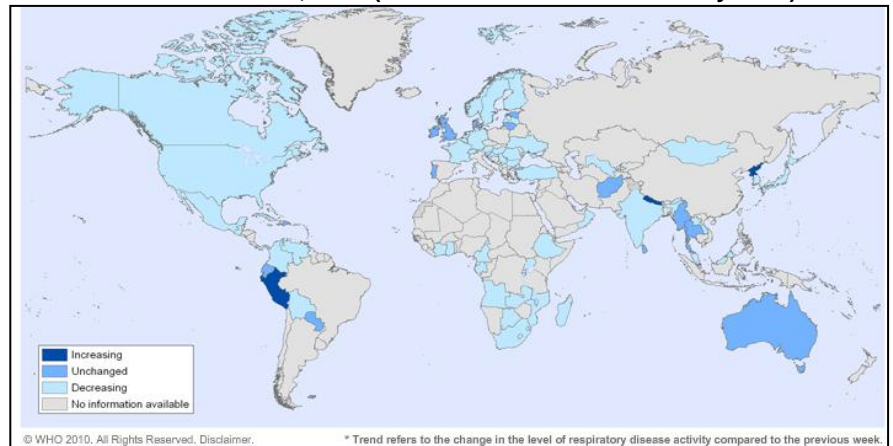 Increasing
Unchanged
Decreasing
No information available
© WHO 2010. All Rights Reserved. Disclaimer.
* Trend refers to the change in the level of respiratory disease activity compared to the previous week.